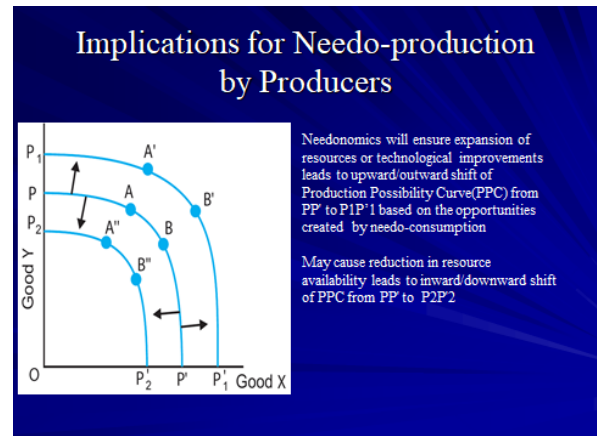 Implications for Needo-production
by Producers
Needonomics will ensure expansion of
resources or technological improvements
leads to upward/outward shift of
Production Possibility Curve(PPC) from
PP' to P1P'1 based on the opportunities
created by needo-consumption
May cause reduction in resource
availability leads to inward/downward shift
of PPC from PP' to P2P'2
P₁
A'
P
A
B'
P₂
A"
B
B"
Good Y
O
P'₂
P'
P'₁
Good X